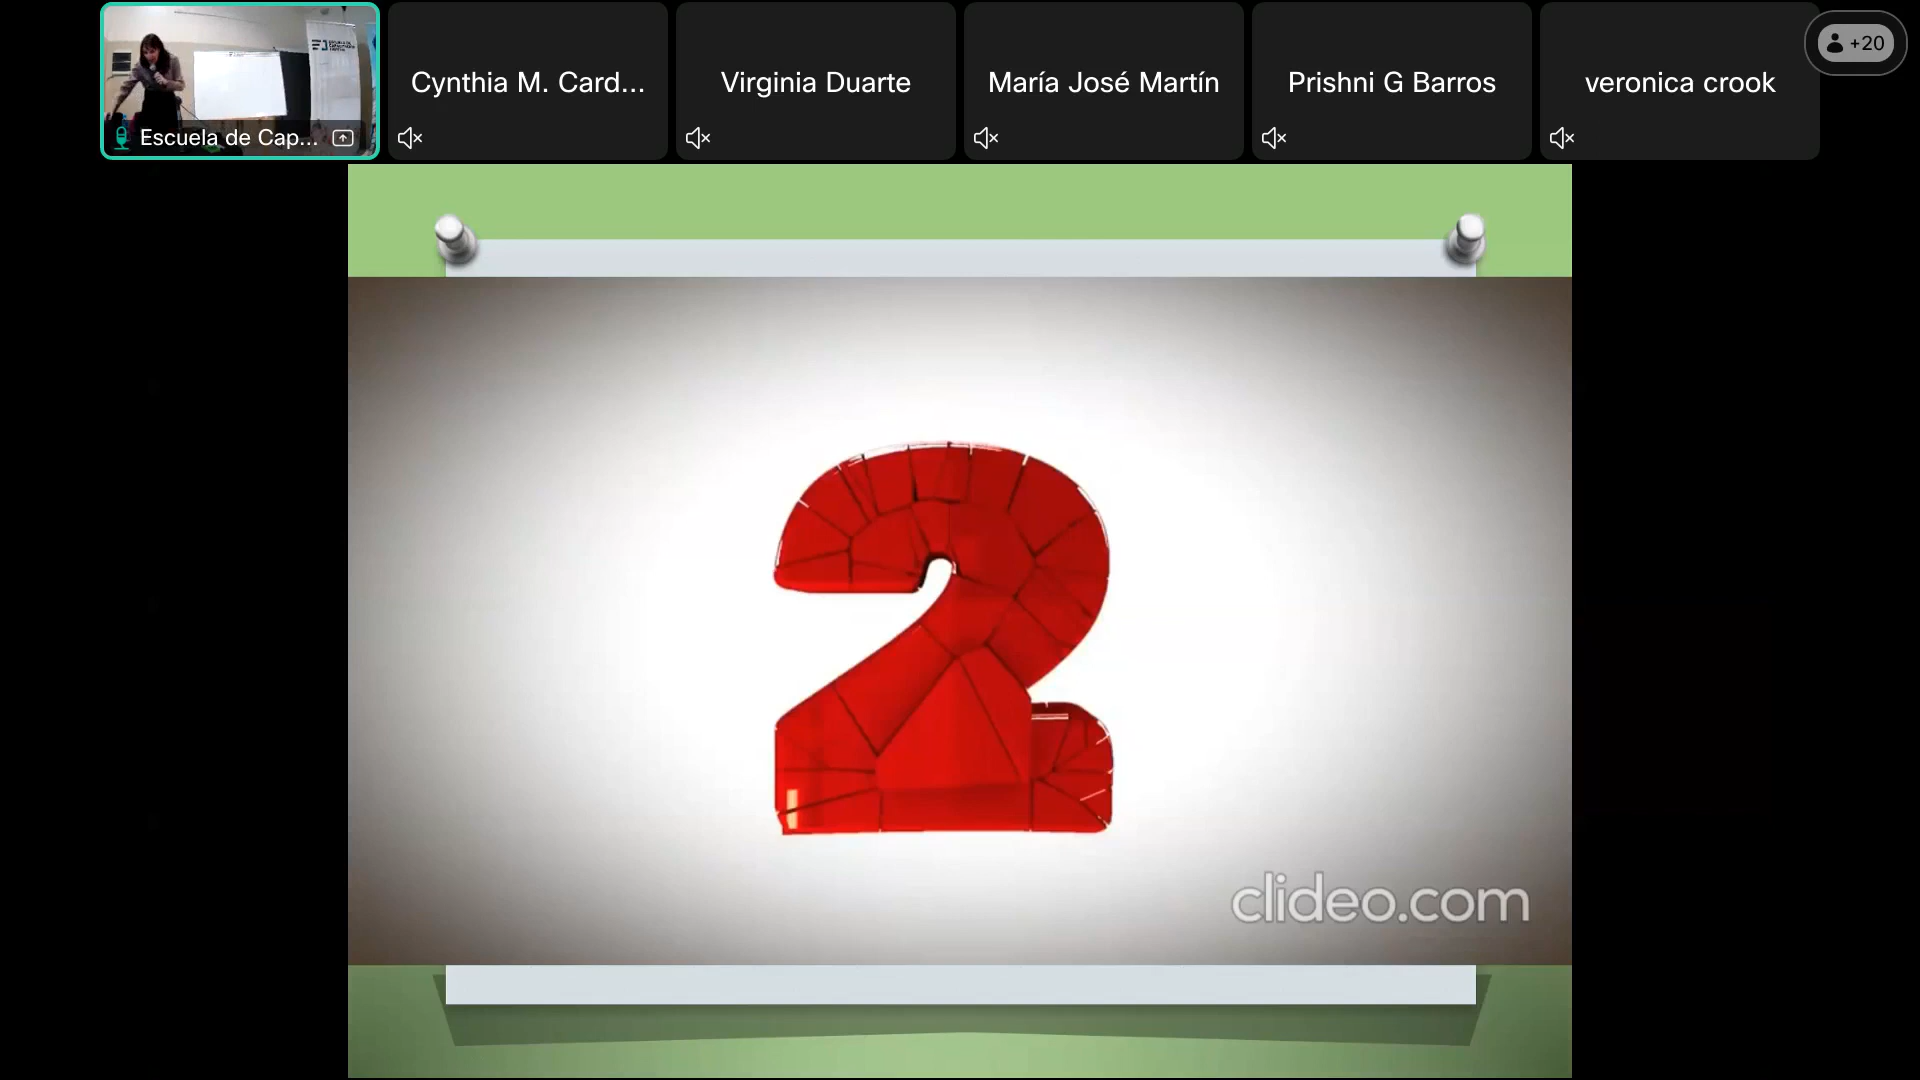 Escuela de Cap...
Cynthia M. Card...
Virginia Duarte
María José Martín
Prishni G Barros
veronica crook
+20
2
clideo.com